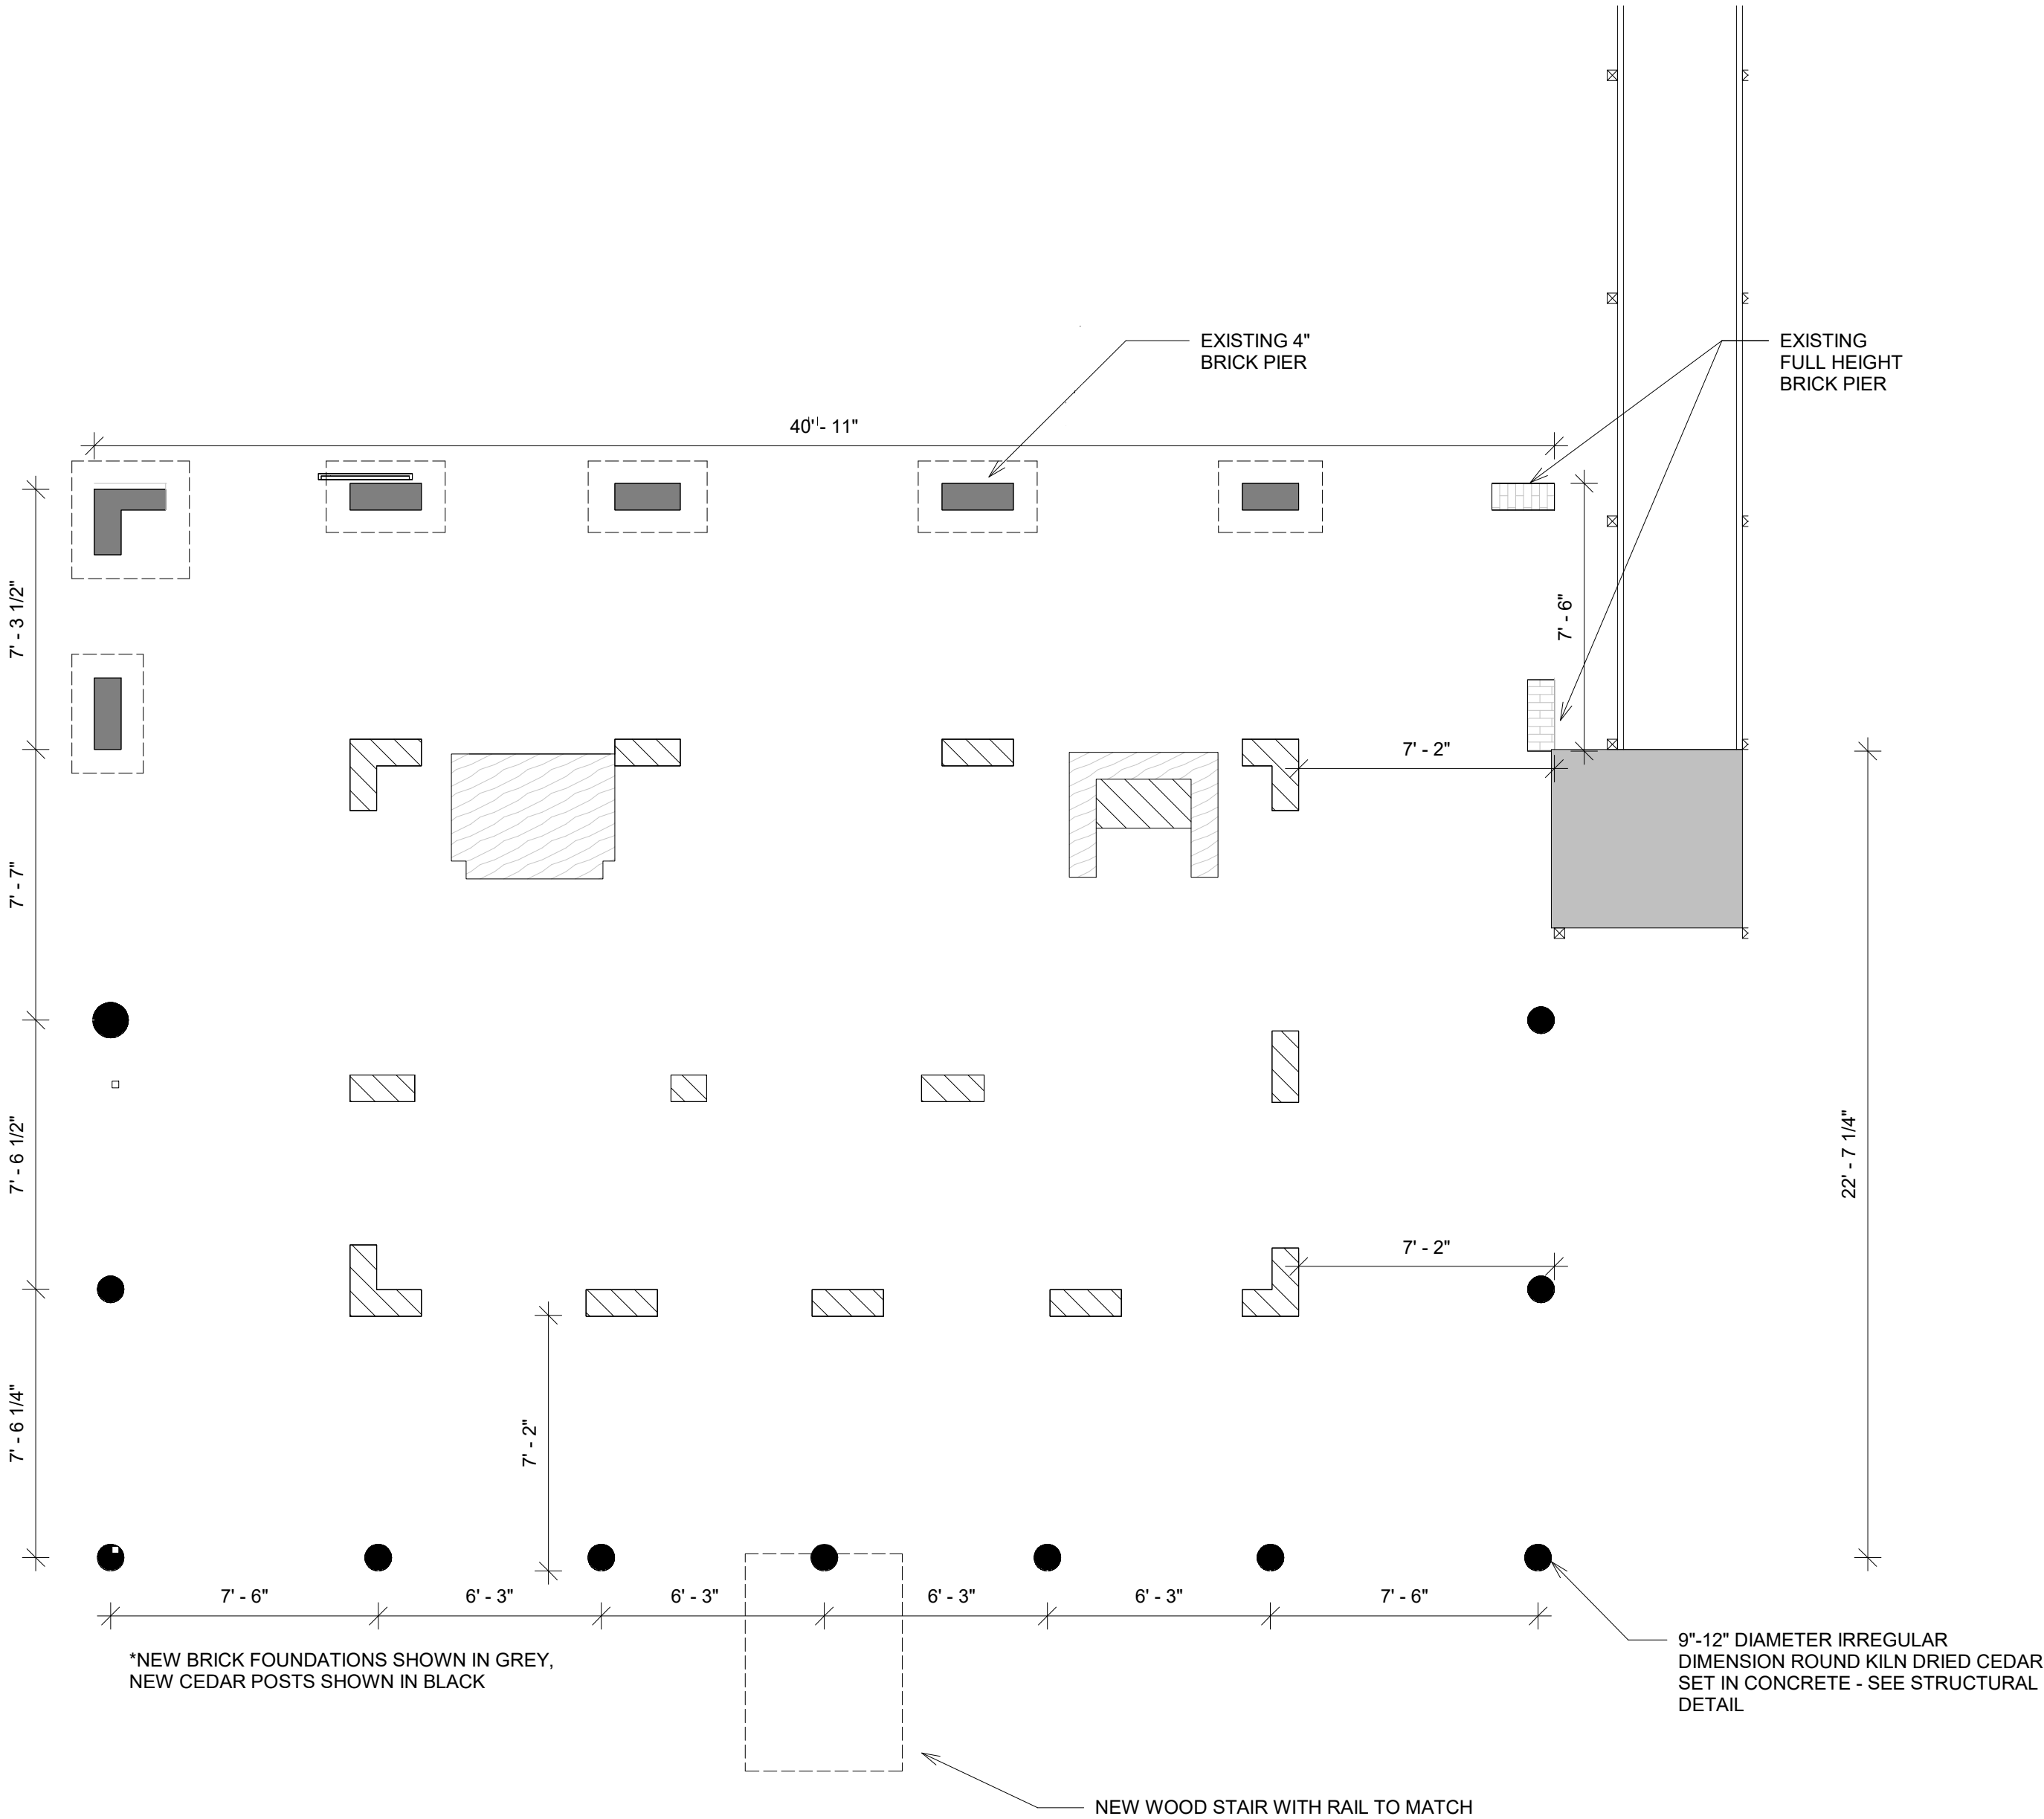 EXISTING 4"
BRICK PIER
EXISTING
FULL HEIGHT
BRICK PIER
40' - 11"
7' - 3 1/2"
7' - 6"
7' - 2"
7' - 7"
7' - 6 1/2"
22' - 7 1/4"
7' - 2"
7' - 6 1/4"
7' - 2"
7' - 6"
6' - 3"
6' - 3"
6' - 3"
6' - 3"
7' - 6"
*NEW BRICK FOUNDATIONS SHOWN IN GREY,
NEW CEDAR POSTS SHOWN IN BLACK
9"-12" DIAMETER IRREGULAR
DIMENSION ROUND KILN DRIED CEDAR
SET IN CONCRETE - SEE STRUCTURAL
DETAIL
NEW WOOD STAIR WITH RAIL TO MATCH